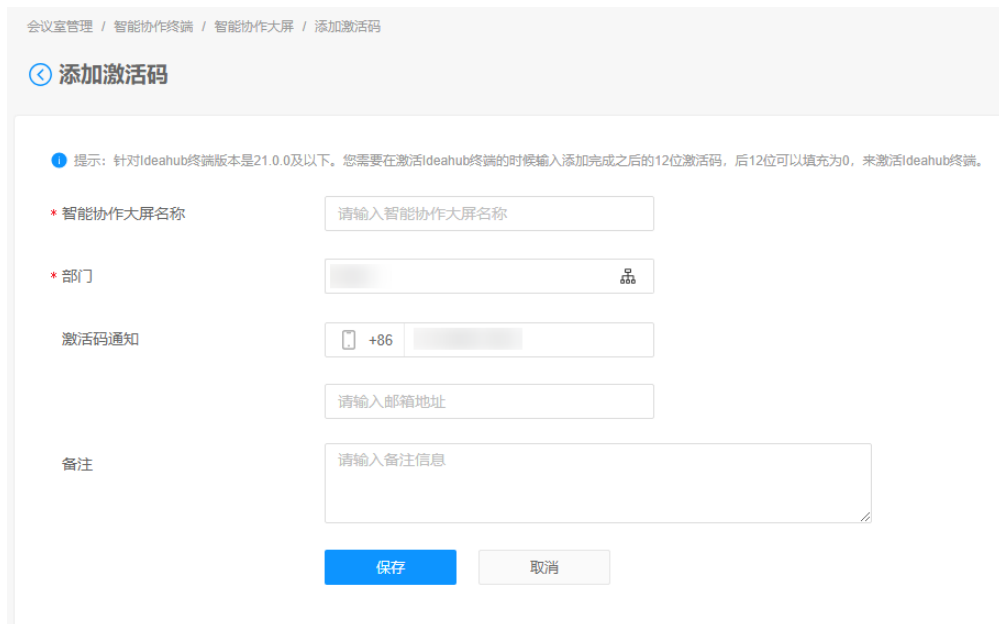 会议室管理 / 智能协作终端 / 智能协作大屏 / 添加激活码
添加激活码
提示：针对Ideahub终端版本是21.0.0及以下。您需要在激活Ideahub终端的时候输入添加完成之后的12位激活码，后12位可以填充为0，来激活Ideahub终端。
* 智能协作大屏名称 请输入智能协作大屏名称
* 部门
激活码通知 +86
请输入邮箱地址
备注 请输入备注信息
保存 取消